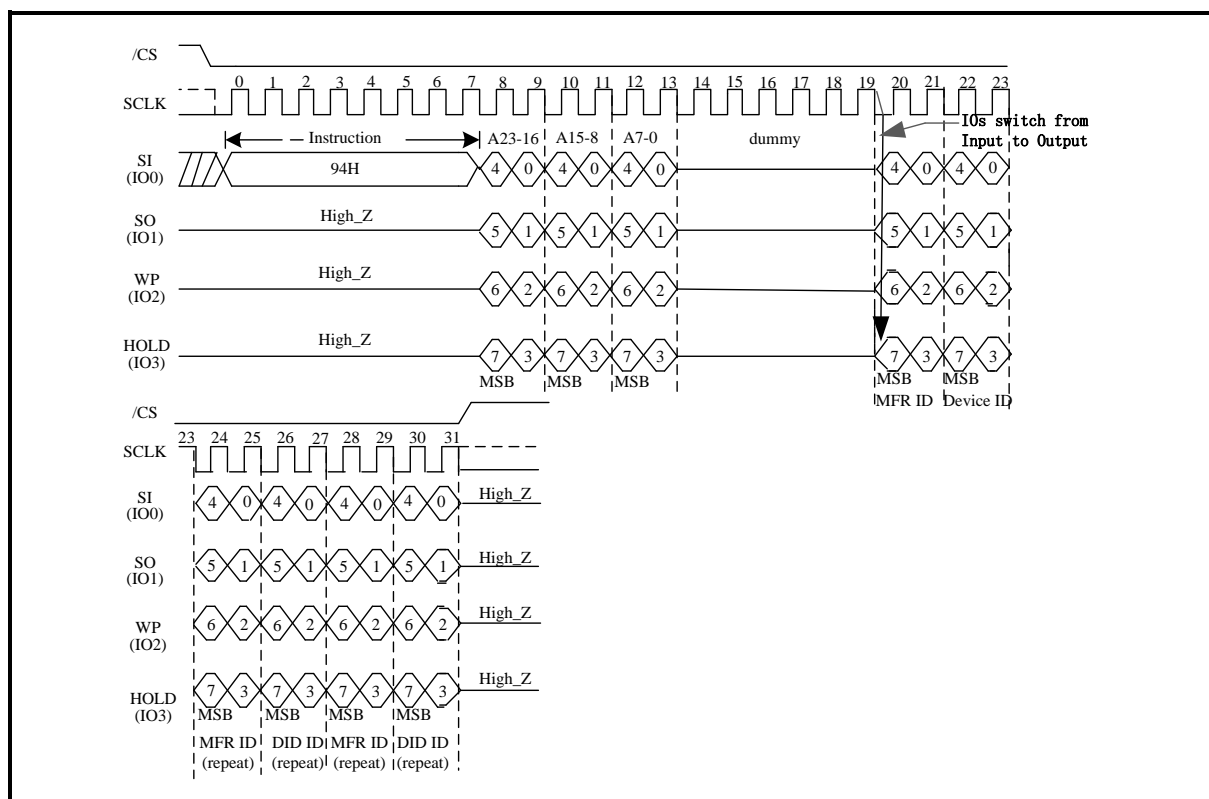 /CS
0 1 2 3 4 5 6 7 8 9 10 11 12 13 14 15 16 17 18 19 20 21 22 23
SCLK
IOs switch from
Input to Output
Instruction A23-16 A15-8 A7-0 dummy
SI
(IO0)
94H 4 0 4 0 4 0 4 0 4 0
SO
(IO1)
High_Z 5 1 5 1 5 1 5 1 5 1
WP
(IO2)
High_Z 6 2 6 2 6 2 6 2 6 2
HOLD
(IO3)
High_Z 7 3 7 3 7 3 7 3 7 3
MSB MSB MSB MSB MSB
MFR ID Device ID
/CS
23 24 25 26 27 28 29 30 31
SCLK
SI
(IO0)
4 0 4 0 4 0 4 0 High_Z
SO
(IO1)
5 1 5 1 5 1 5 1 High_Z
WP
(IO2)
6 2 6 2 6 2 6 2 High_Z
HOLD
(IO3)
7 3 7 3 7 3 7 3 High_Z
MSB MSB MSB MSB
MFR ID DID ID MFR ID DID ID
(repeat) (repeat) (repeat) (repeat)